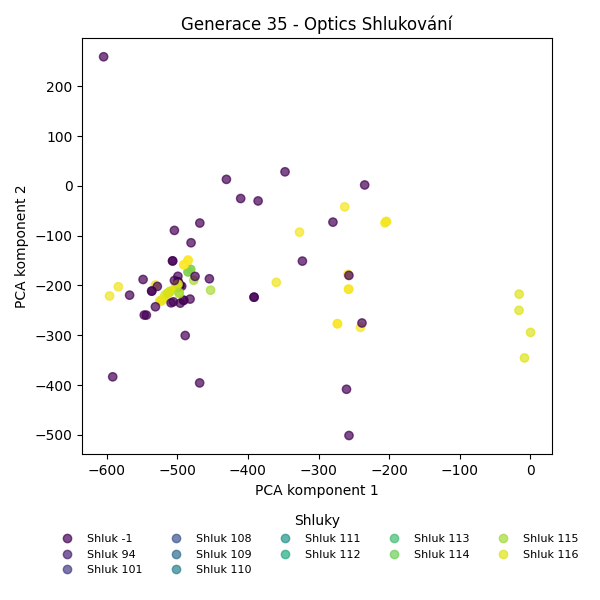 Generace 35 - Optics Shlukování
PCA komponent 2
200
100
0
−100
−200
−300
−400
−500
−600
−500
−400
−300
−200
−100
0
PCA komponent 1
Shluky
Shluk -1
Shluk 94
Shluk 101
Shluk 108
Shluk 109
Shluk 110
Shluk 111
Shluk 112
Shluk 113
Shluk 114
Shluk 115
Shluk 116